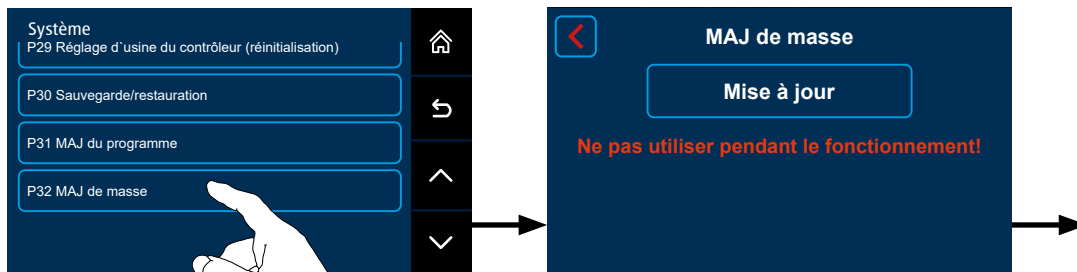 Système
P29 Réglage d`usine du contrôleur (réinitialisation)
P30 Sauvegarde/restauration
P31 MAJ du programme
P32 MAJ de masse
MAJ de masse
Mise à jour
Ne pas utiliser pendant le fonctionnement!